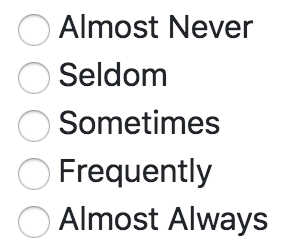 Almost Never
Seldom
Sometimes
Frequently
Almost Always